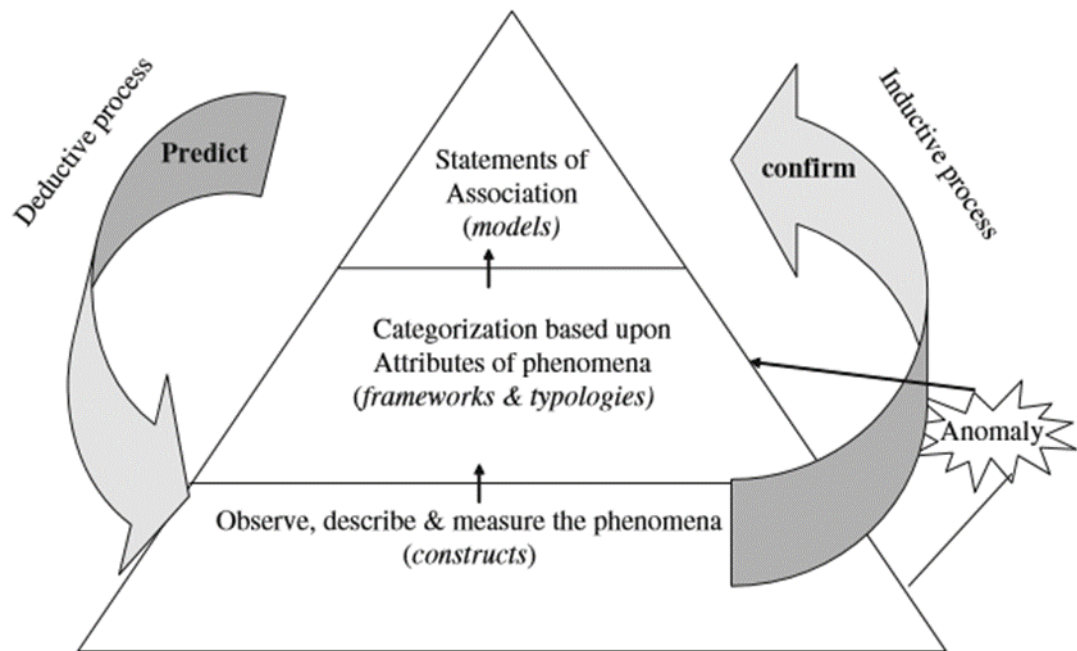 Deductive process
Predict
Statements of
Association
(models)
confirm
Inductive process
Categorization based upon
Attributes of phenomena
(frameworks & typologies)
Anomaly
Observe, describe & measure the phenomena
(constructs)